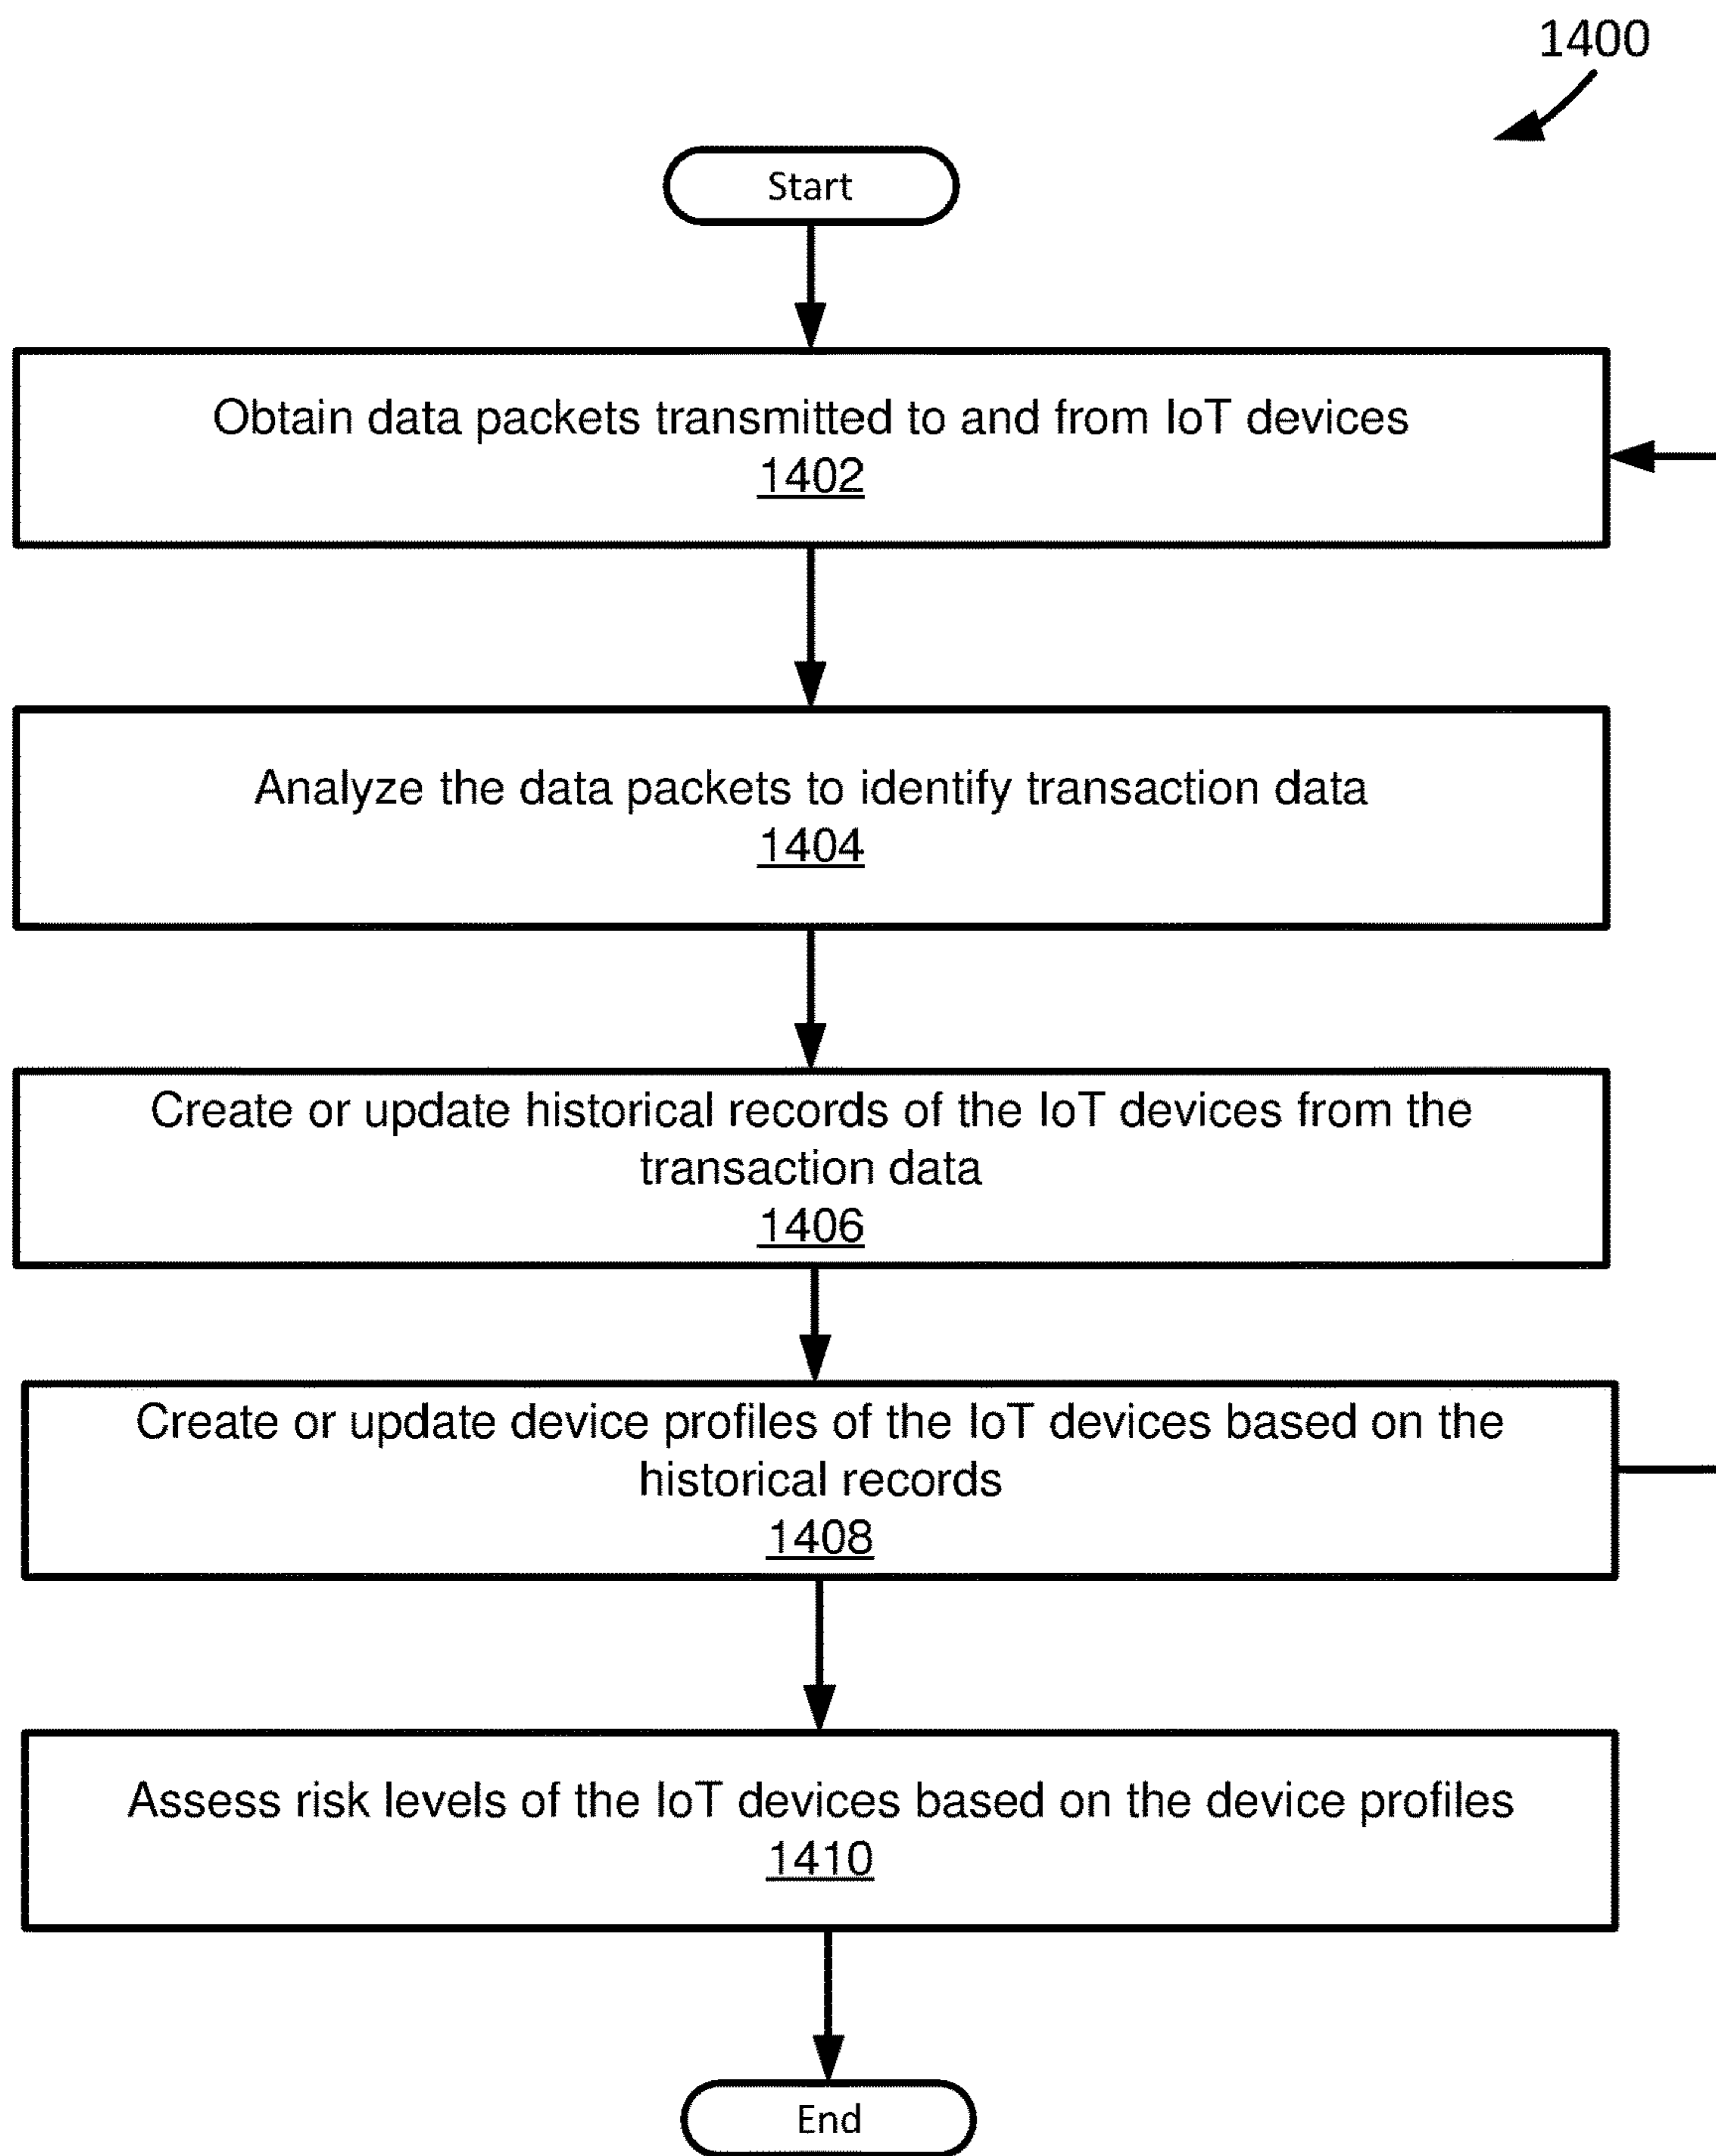 1400
Start
Obtain data packets transmitted to and from IoT devices
1402
Analyze the data packets to identify transaction data
1404
Create or update historical records of the IoT devices from the
transaction data
1406
Create or update device profiles of the IoT devices based on the
historical records
1408
Assess risk levels of the IoT devices based on the device profiles
1410
End